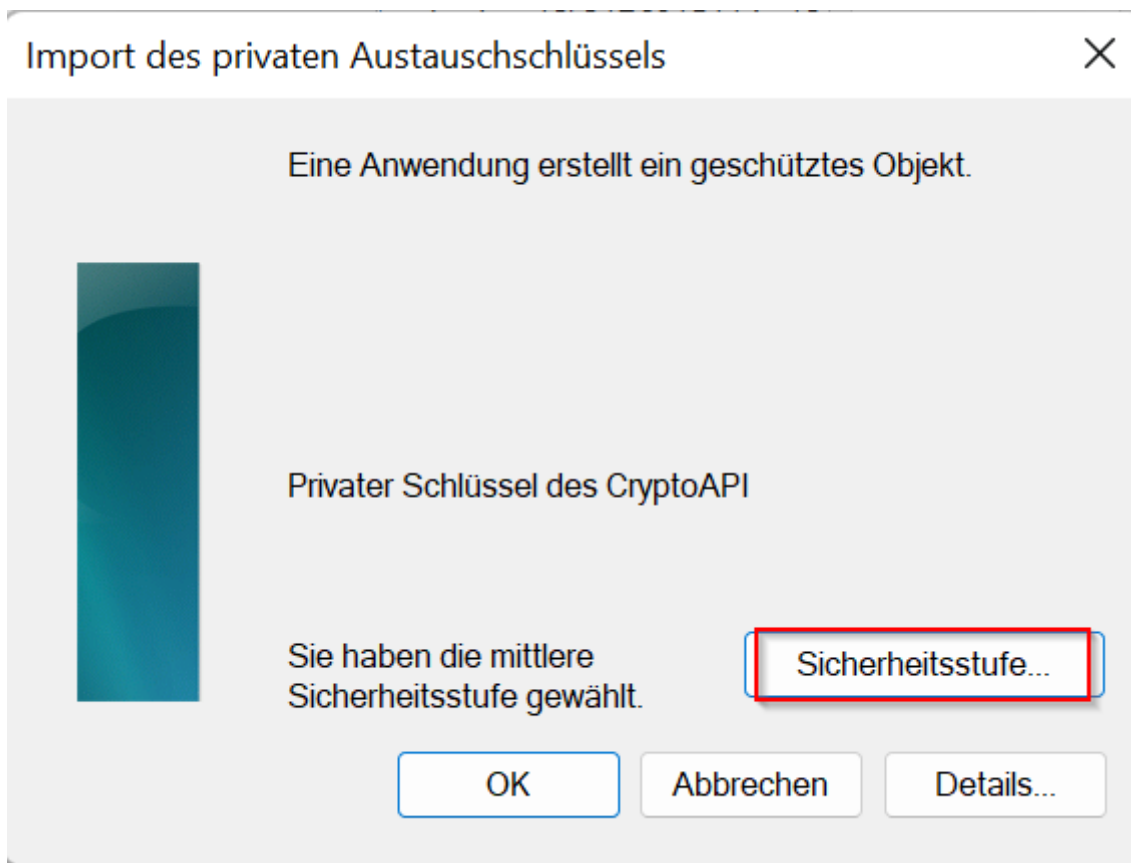 Import des privaten Austauschschlüssels
Eine Anwendung erstellt ein geschütztes Objekt.
Privater Schlüssel des CryptoAPI
Sie haben die mittlere
Sicherheitsstufe gewählt.
Sicherheitsstufe...
OK
Abbrechen
Details...